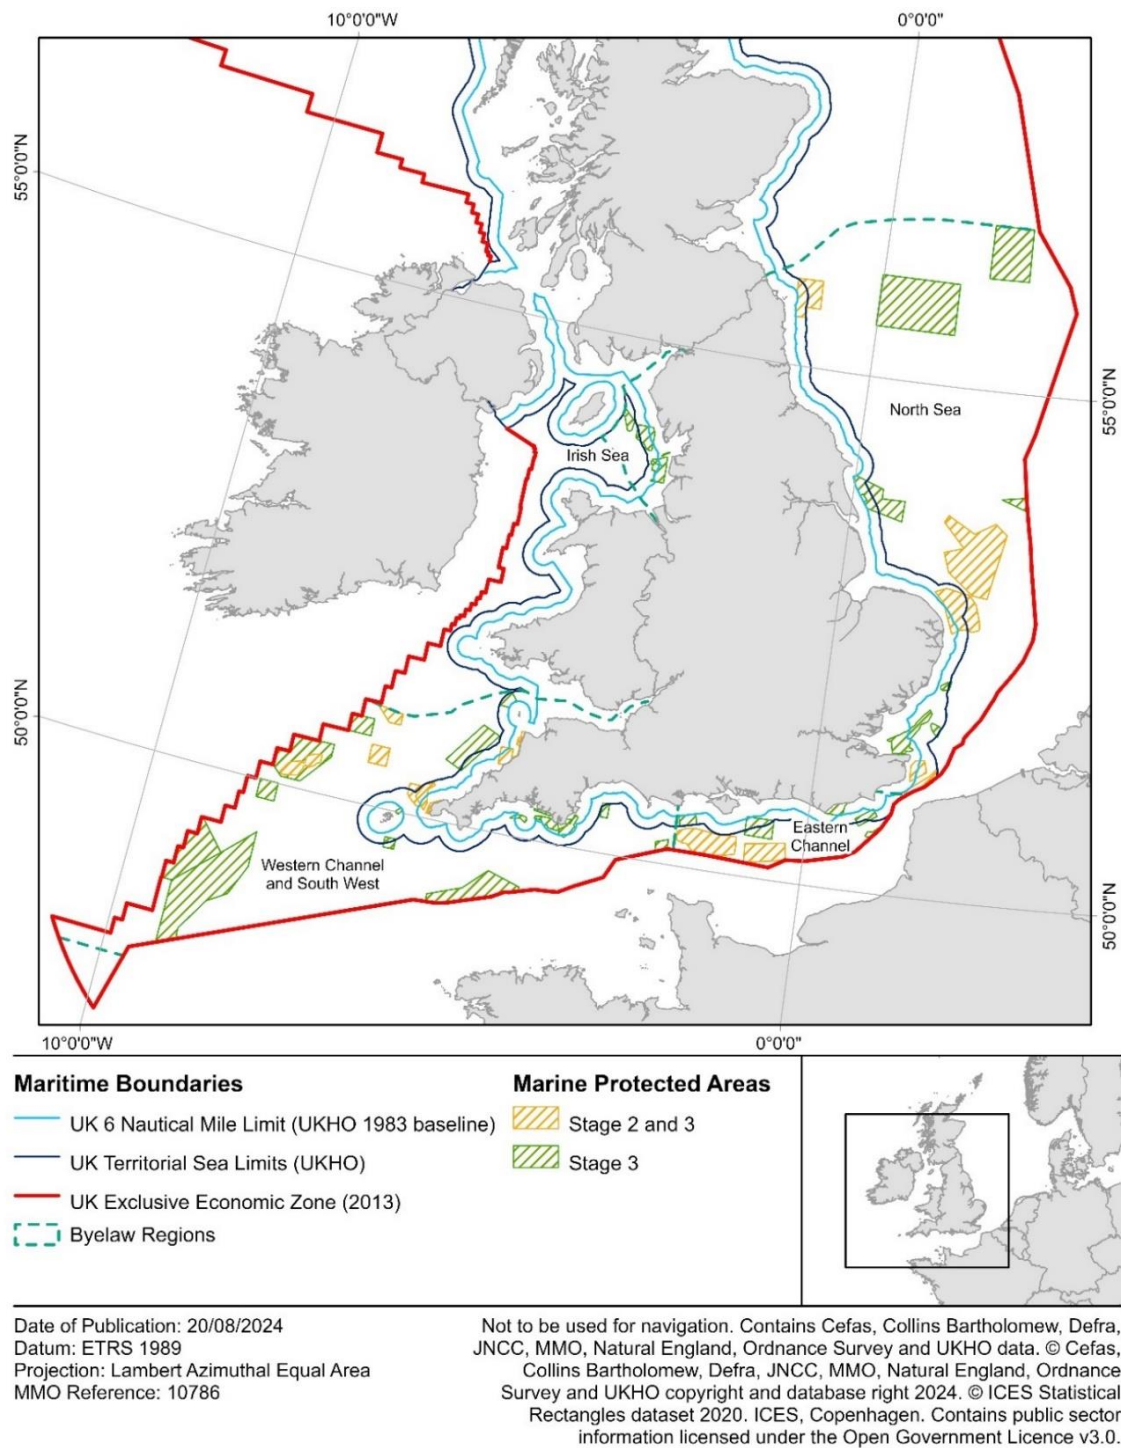 10°0'0"W
0°0'0"
55°0'0"N
50°0'0"N
North Sea
Irish Sea
55°0'0"N
Eastern
Channel
Western Channel
and South West
50°0'0"N
10°0'0"W
0°0'0"
Maritime Boundaries
UK 6 Nautical Mile Limit (UKHO 1983 baseline)
UK Territorial Sea Limits (UKHO)
UK Exclusive Economic Zone (2013)
Byelaw Regions
Marine Protected Areas
Stage 2 and 3
Stage 3
Date of Publication: 20/08/2024
Datum: ETRS 1989
Projection: Lambert Azimuthal Equal Area
MMO Reference: 10786
Not to be used for navigation. Contains Cefas, Collins Bartholomew, Defra,
JNCC, MMO, Natural England, Ordnance Survey and UKHO data. © Cefas,
Collins Bartholomew, Defra, JNCC, MMO, Natural England, Ordnance
Survey and UKHO copyright and database right 2024. © ICES Statistical
Rectangles dataset 2020. ICES, Copenhagen. Contains public sector
information licensed under the Open Government Licence v3.0.